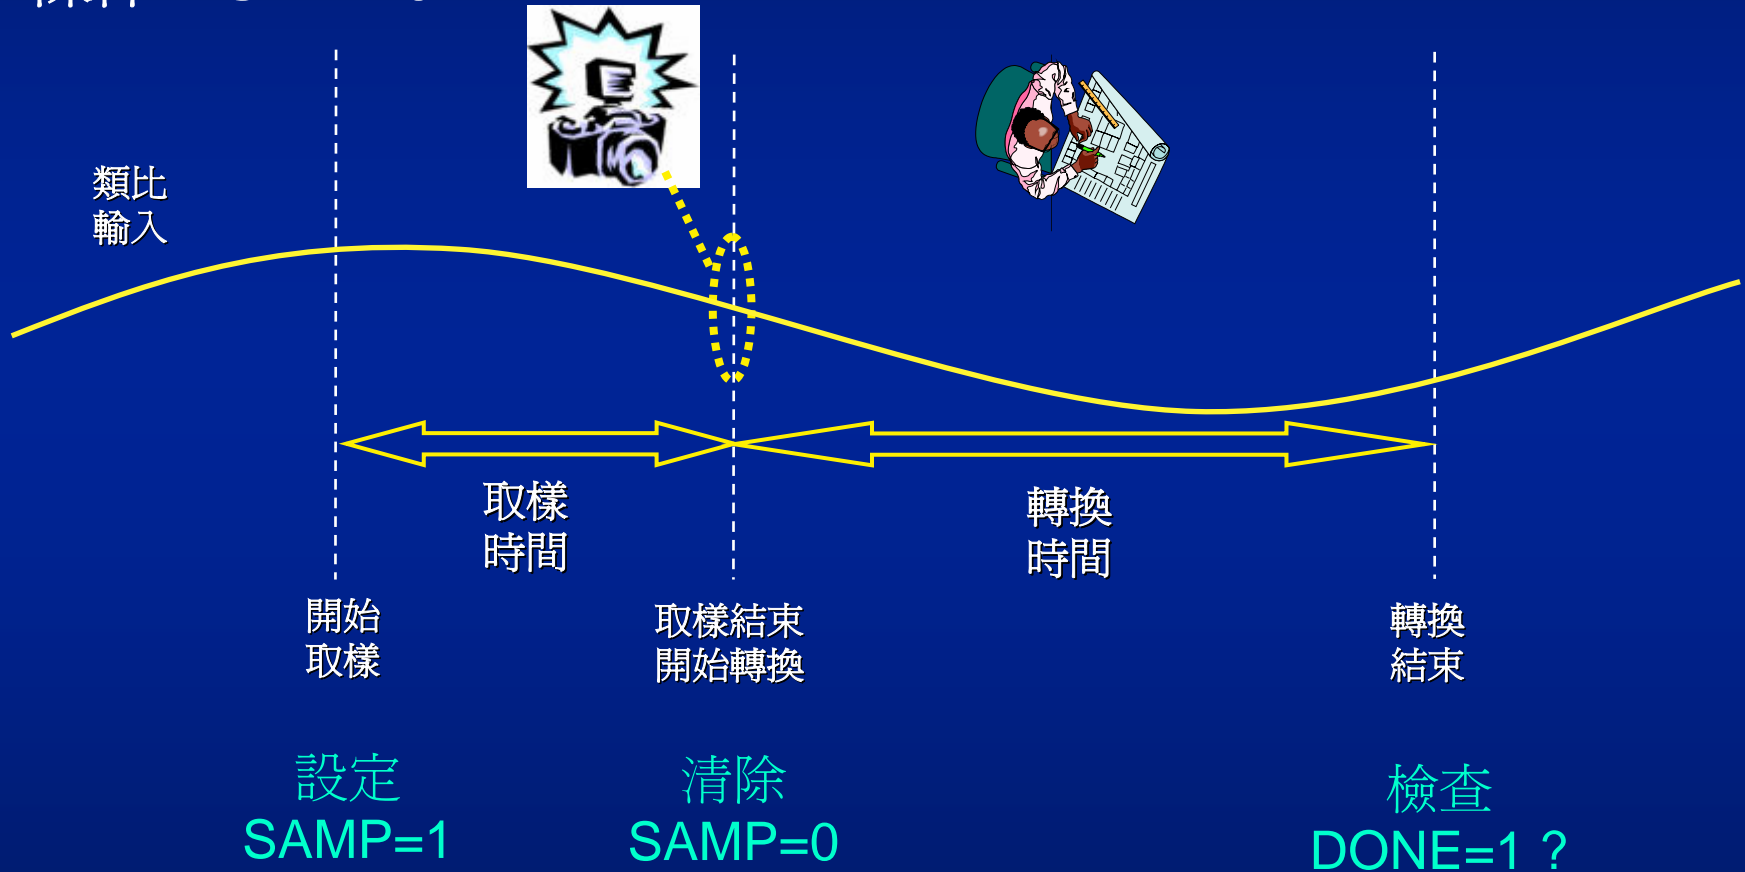 類比
輸入
取樣
時間
轉換
時間
開始
取樣
取樣結束
開始轉換
轉換
結束
設定
SAMP=1
清除
SAMP=0
檢查
DONE=1 ?